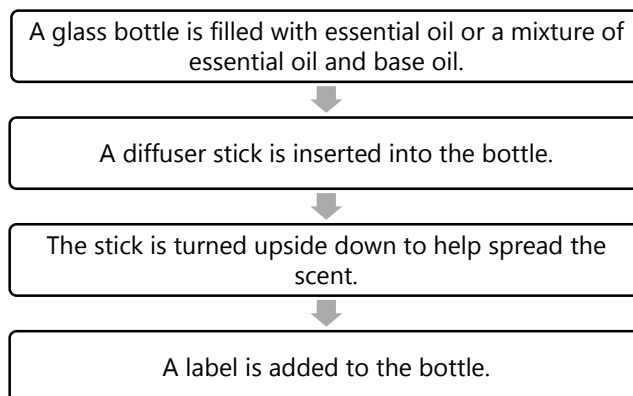 A glass bottle is filled with essential oil or a mixture of
essential oil and base oil.
A diffuser stick is inserted into the bottle.
The stick is turned upside down to help spread the
scent.
A label is added to the bottle.